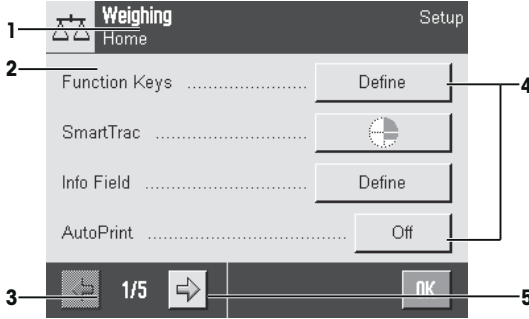 Weighing
Setup
1
Home
2
Function Keys ........................ Define
4
SmartTrac ................................
Info Field ................................ Define
AutoPrint ........................................ Off
3
1/5
OK
5